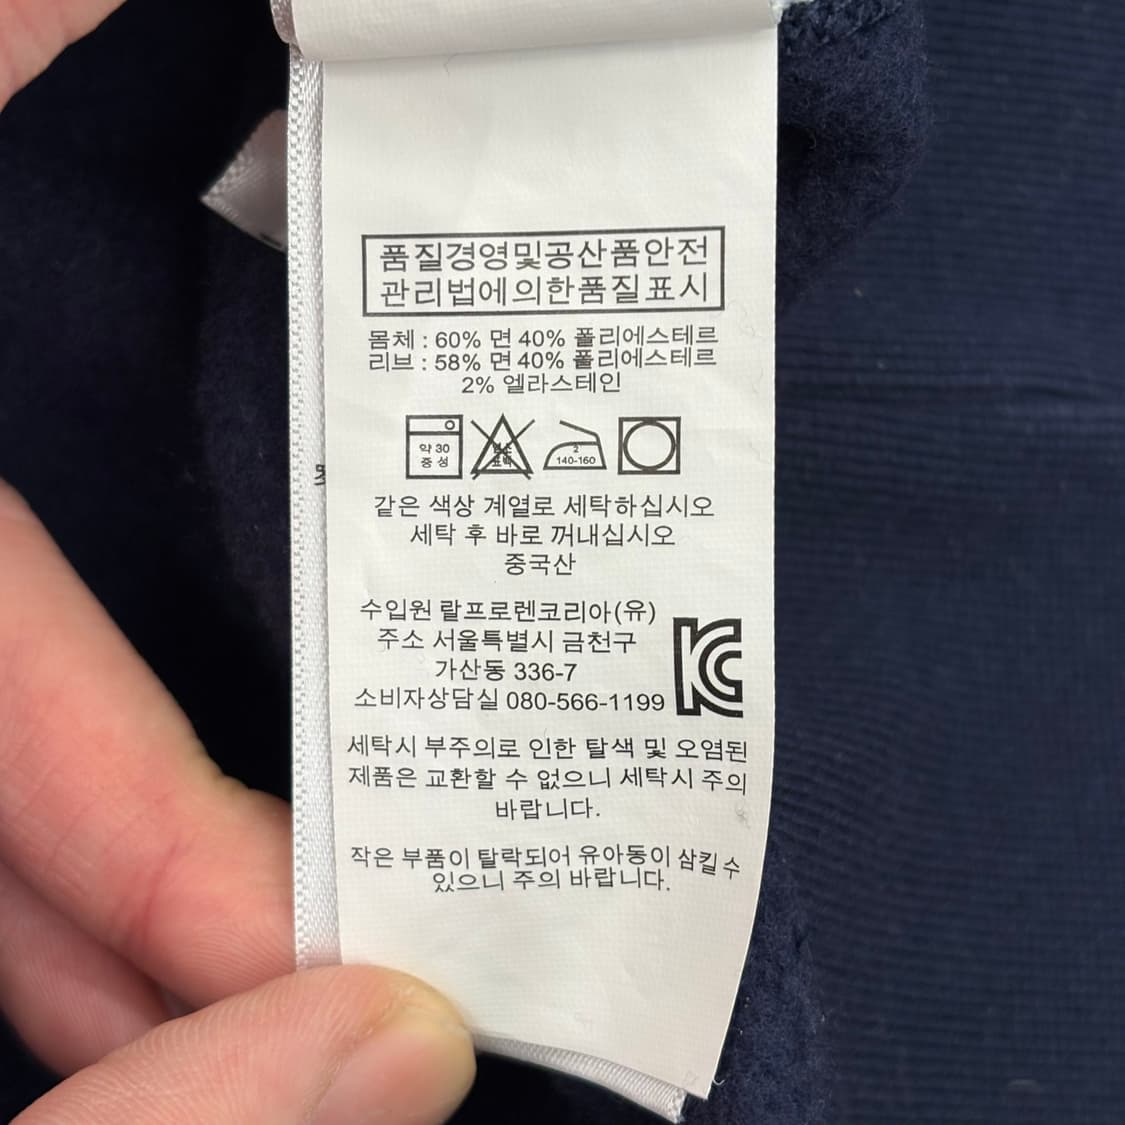 품질경영및공산품안전
관리법에의한품질표시
몸체 : 60% 면 40% 폴리에스테르
리브 : 58% 면 40% 폴리에스테르
2% 엘라스테인
약 30
중성
염소
표백
2
140-160
같은 색상 계열로 세탁하십시오
세탁 후 바로 꺼내십시오
중국산
수입원 랄프로렌코리아(유)
주소 서울특별시 금천구
가산동 336-7
소비자상담실 080-566-1199
세탁시 부주의로 인한 탈색 및 오염된
제품은 교환할 수 없으니 세탁시 주의
바랍니다.
작은 부품이 탈락되어 유아동이 삼킬 수
있으니 주의 바랍니다.